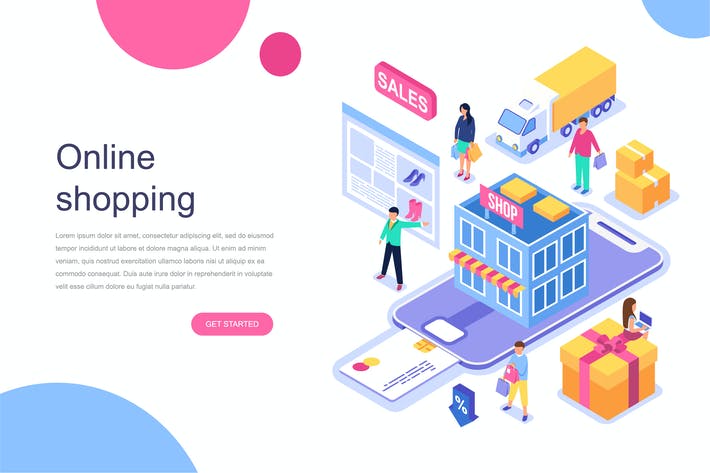 Online
shopping
Lorem ipsum dolor sit amet, consectetur adipiscing elit, sed do
eiusmod tempor incididunt ut labore et dolore magna aliqua. Ut enim ad
minim veniam, quis nostrud exercitation ullamco laboris nisi ut aliquip ex
ea commodo consequat. Duis aute irure dolor in reprehenderit in voluptate
velit esse cillum dolore eu fugiat nulla pariatur.
GET STARTED
SALES
SHOP
%